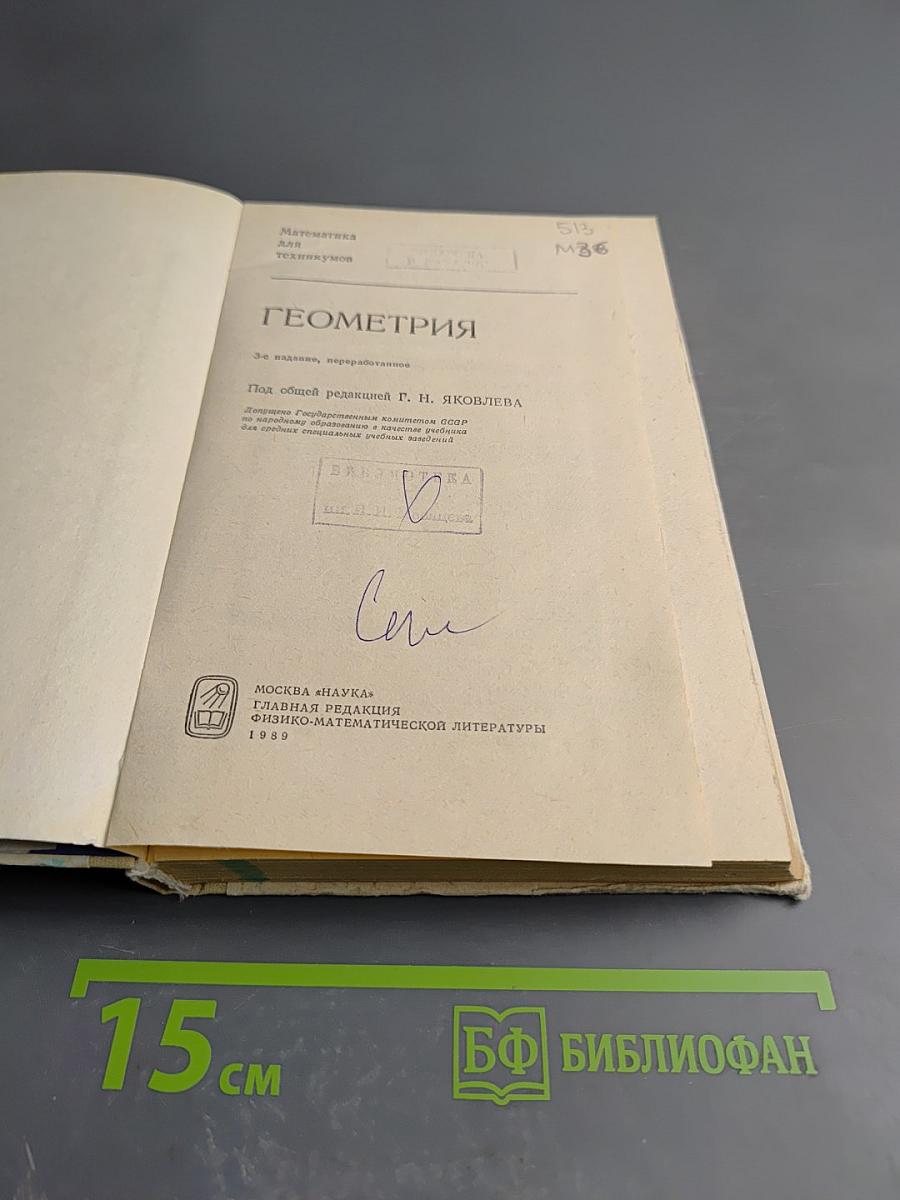 Математика
для
техникумов
513
М36
ГЕОМЕТРИЯ
3-е издание, переработанное
Под общей редакцией Г. Н. ЯКОВЛЕВА
Допущено Государственным комитетом СССР
по народному образованию в качестве учебника
для средних специальных учебных заведений
БИБЛИОТЕКА
МОСКВА «НАУКА»
ГЛАВНАЯ РЕДАКЦИЯ
ФИЗИКО-МАТЕМАТИЧЕСКОЙ ЛИТЕРАТУРЫ
1989
15 см
БФ БИБЛИОФАН